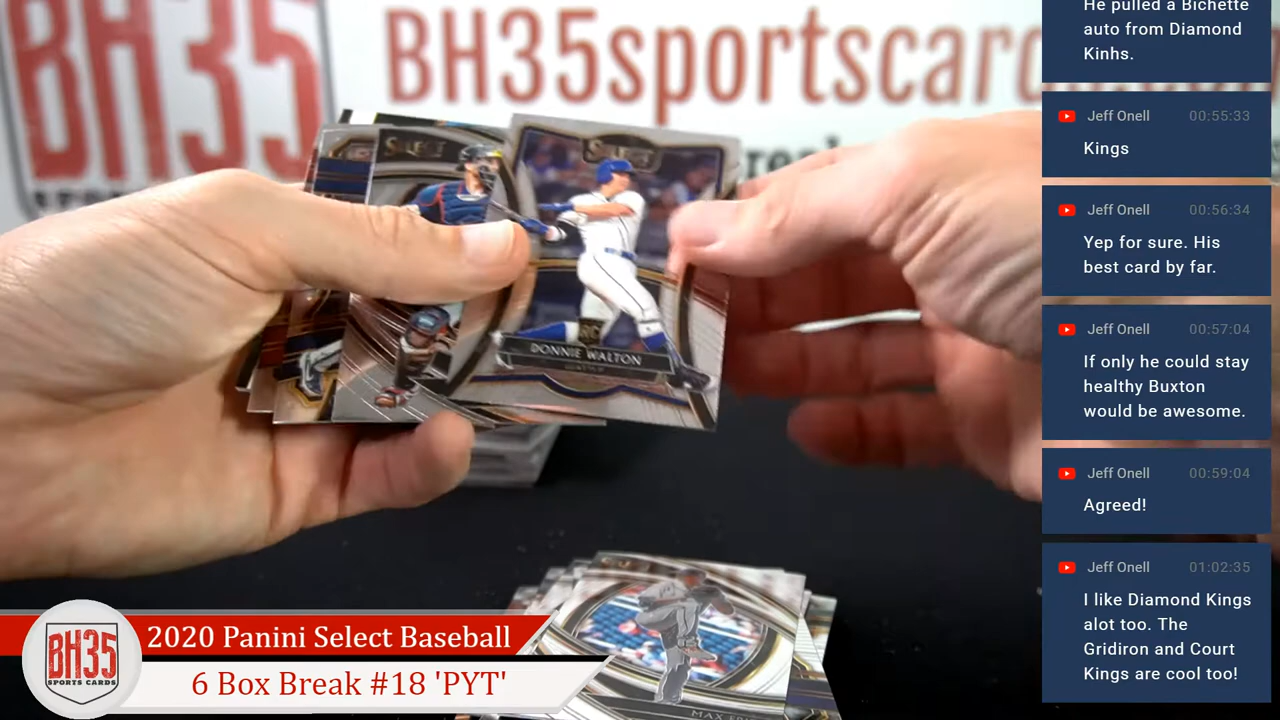 BH35
BH35sportscard
SELECT
SELECT
RC
DONNIE WALTON
MAX
BH35
SPORTS CARDS
2020 Panini Select Baseball
6 Box Break #18 'PYT'
He pulled a Bichette
auto from Diamond
Kinhs.
Jeff Onell 00:55:33
Kings
Jeff Onell 00:56:34
Yep for sure. His
best card by far.
Jeff Onell 00:57:04
If only he could stay
healthy Buxton
would be awesome.
Jeff Onell 00:59:04
Agreed!
Jeff Onell 01:02:35
I like Diamond Kings
alot too. The
Gridiron and Court
Kings are cool too!